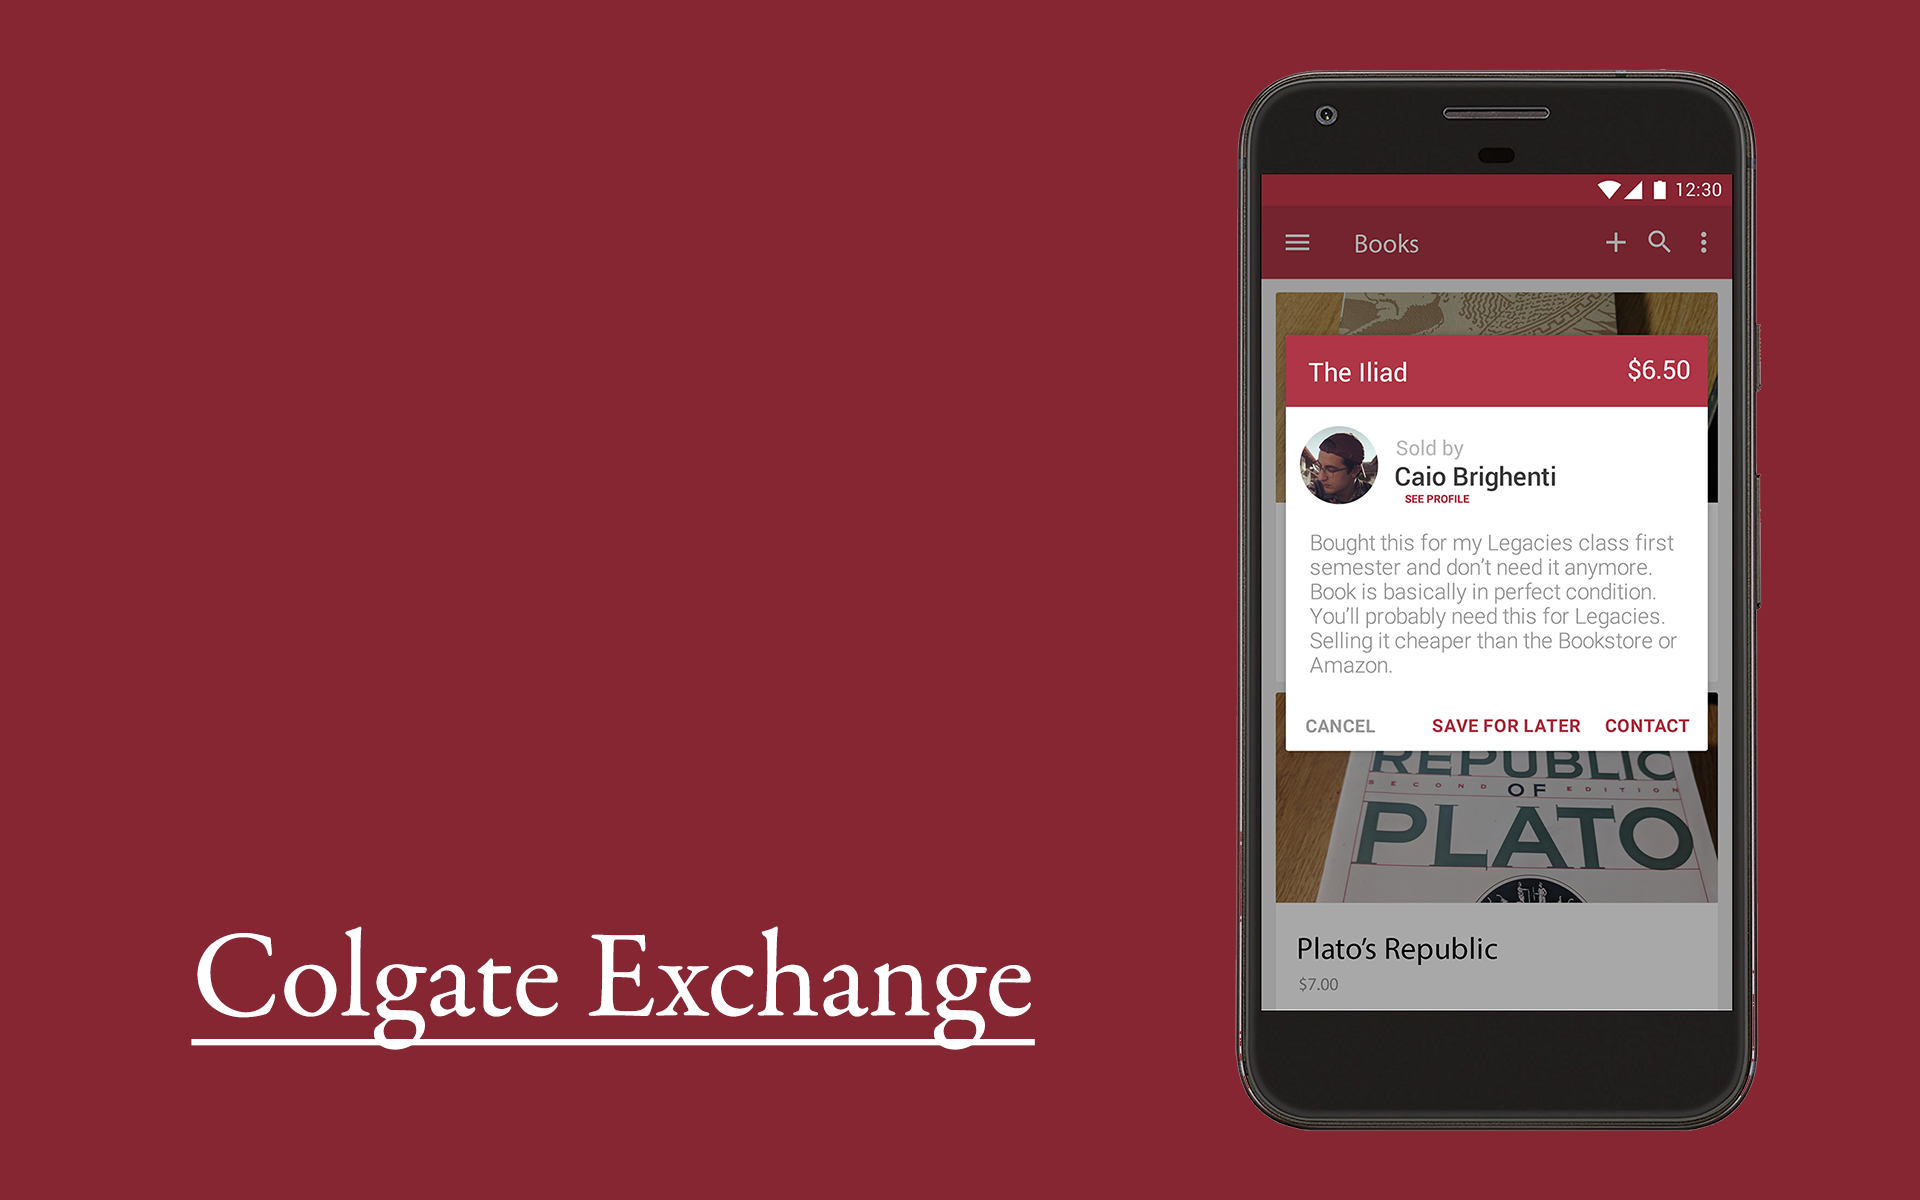 Colgate Exchange
12:30
Books
The Iliad
$6.50
Sold by
Caio Brighenti
SEE PROFILE
Bought this for my Legacies class first
semester and don’t need it anymore.
Book is basically in perfect condition.
You’ll probably need this for Legacies.
Selling it cheaper than the Bookstore or
Amazon.
CANCEL
SAVE FOR LATER
CONTACT
REPUBLIC
SECOND OF EDITION
PLATO
Plato’s Republic
$7.00